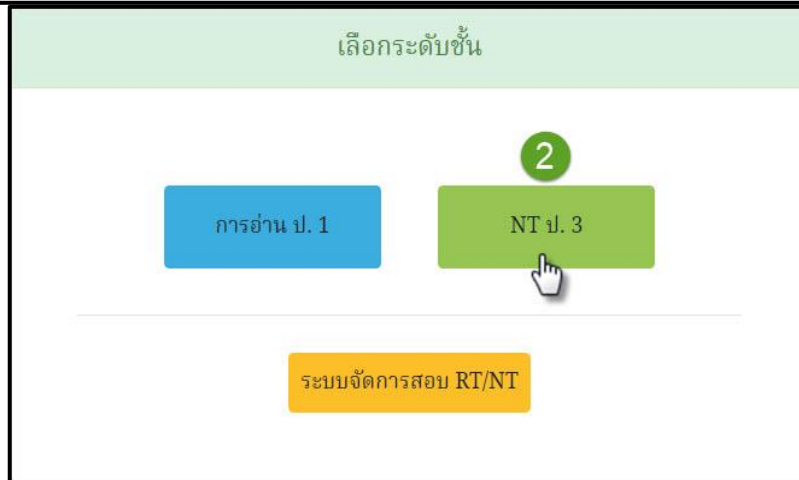 เลือกระดับชั้น
2
การอ่าน ป. 1
NT ป. 3
ระบบจัดการสอบ RT/NT